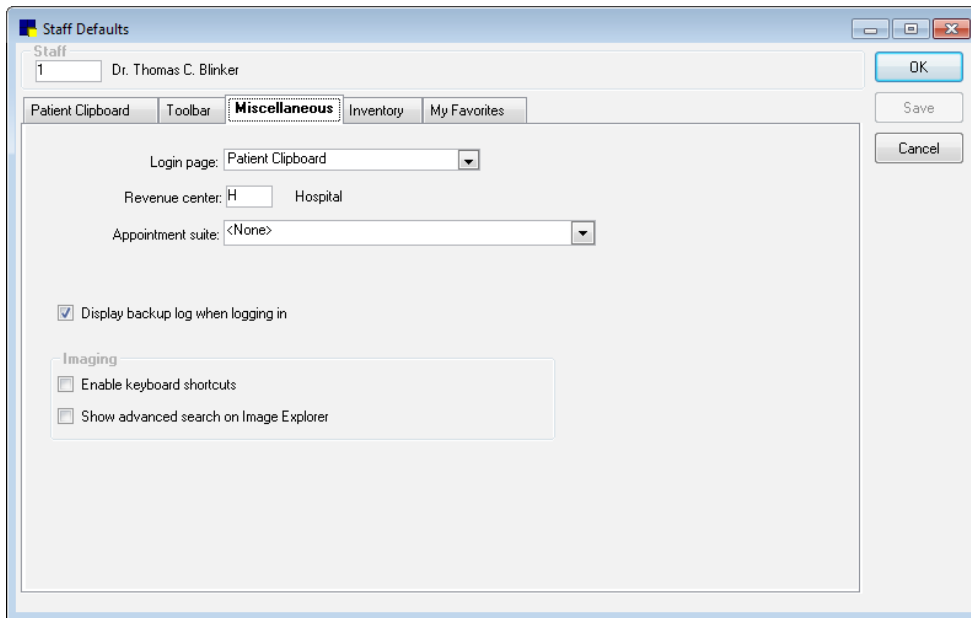 Staff Defaults
Staff
1 Dr. Thomas C. Blinker
OK
Save
Cancel
Patient Clipboard Toolbar Miscellaneous Inventory My Favorites
Login page: Patient Clipboard
Revenue center: H Hospital
Appointment suite: <None>
Display backup log when logging in
Imaging
Enable keyboard shortcuts
Show advanced search on Image Explorer